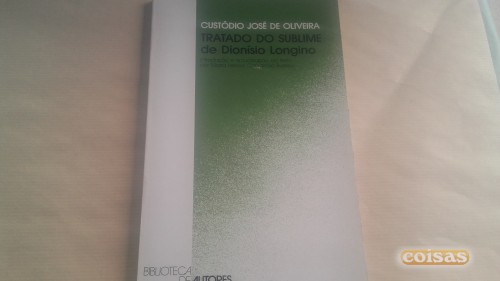 CUSTÓDIO JOSÉ DE OLIVEIRA
TRATADO DO SUBLIME
de Dionísio Longino
BIBLIOTECA
DE AUTORES
coisas